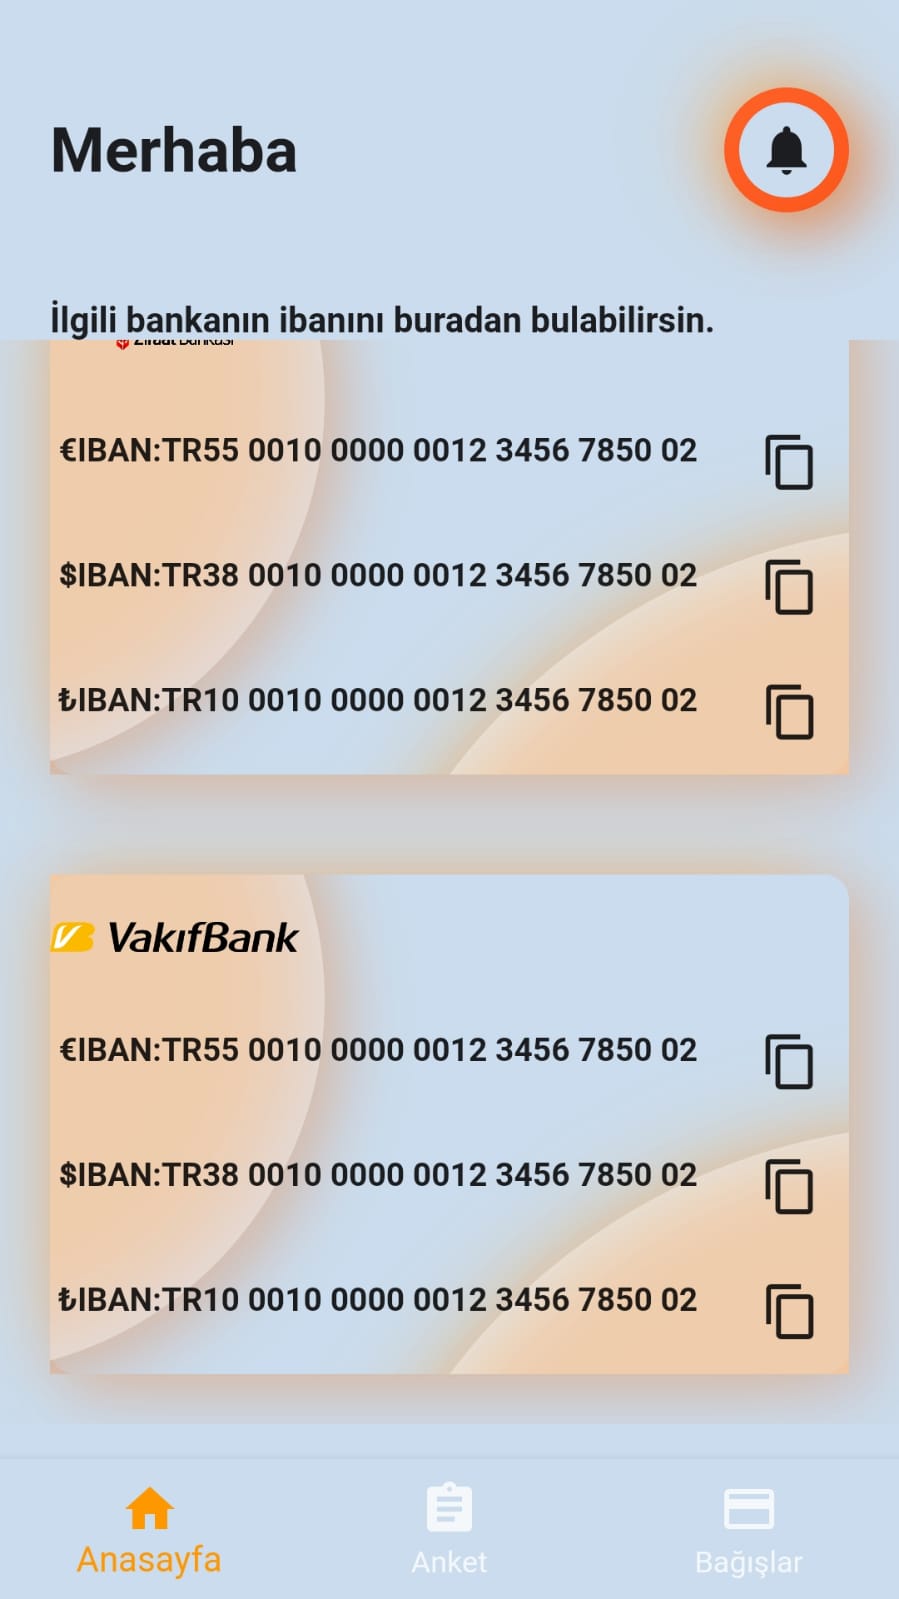 Merhaba
İlgili bankanın ibanını buradan bulabilirsin.
Ziraat Bankası
€IBAN:TR55 0010 0000 0012 3456 7850 02
$IBAN:TR38 0010 0000 0012 3456 7850 02
₺IBAN:TR10 0010 0000 0012 3456 7850 02
VakıfBank
€IBAN:TR55 0010 0000 0012 3456 7850 02
$IBAN:TR38 0010 0000 0012 3456 7850 02
₺IBAN:TR10 0010 0000 0012 3456 7850 02
Anasayfa
Anket
Bağışlar